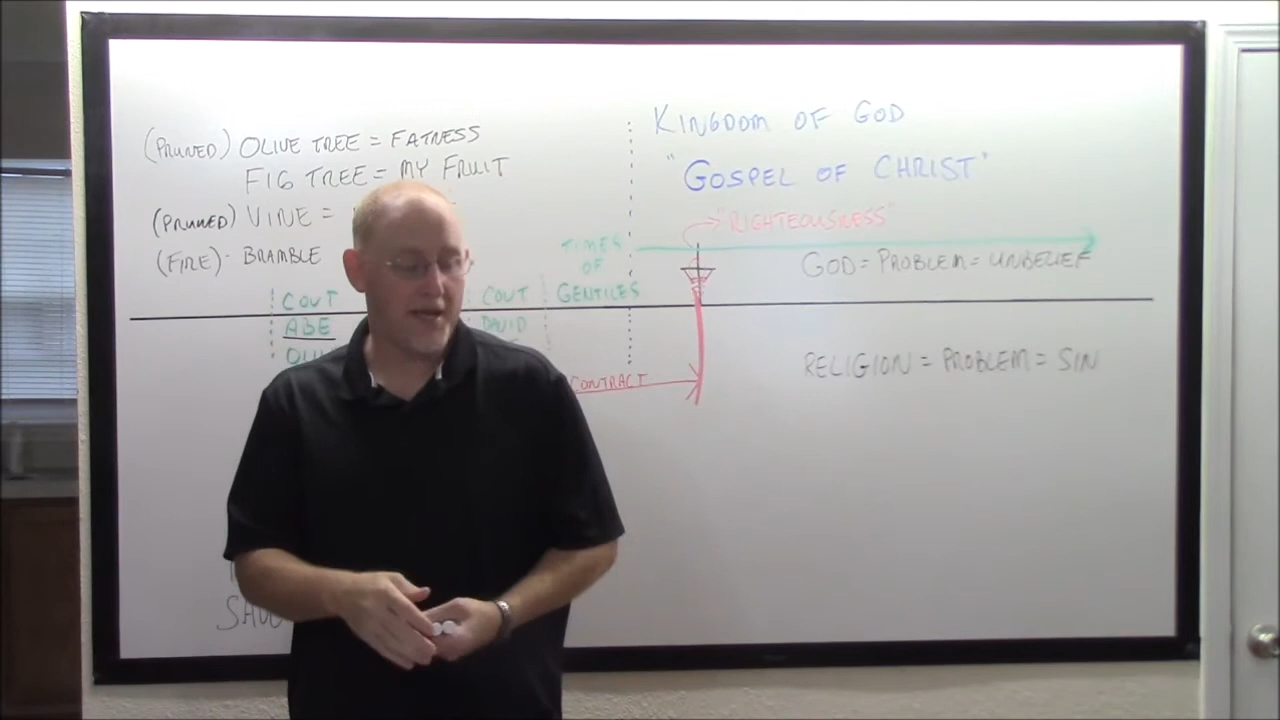 (PRUNED) OLIVE TREE = FATNESS
FIG TREE = MY FRUIT
(PRUNED) VINE =
(FIRE) - BRAMBLE
COVT
ABE
COVT
DAVID
TIMES
OF
GENTILES
CONTRACT
KINGDOM OF GOD
"GOSPEL OF CHRIST"
"RIGHTEOUSNESS"
GOD = PROBLEM = UNBELIEF
RELIGION = PROBLEM = SIN